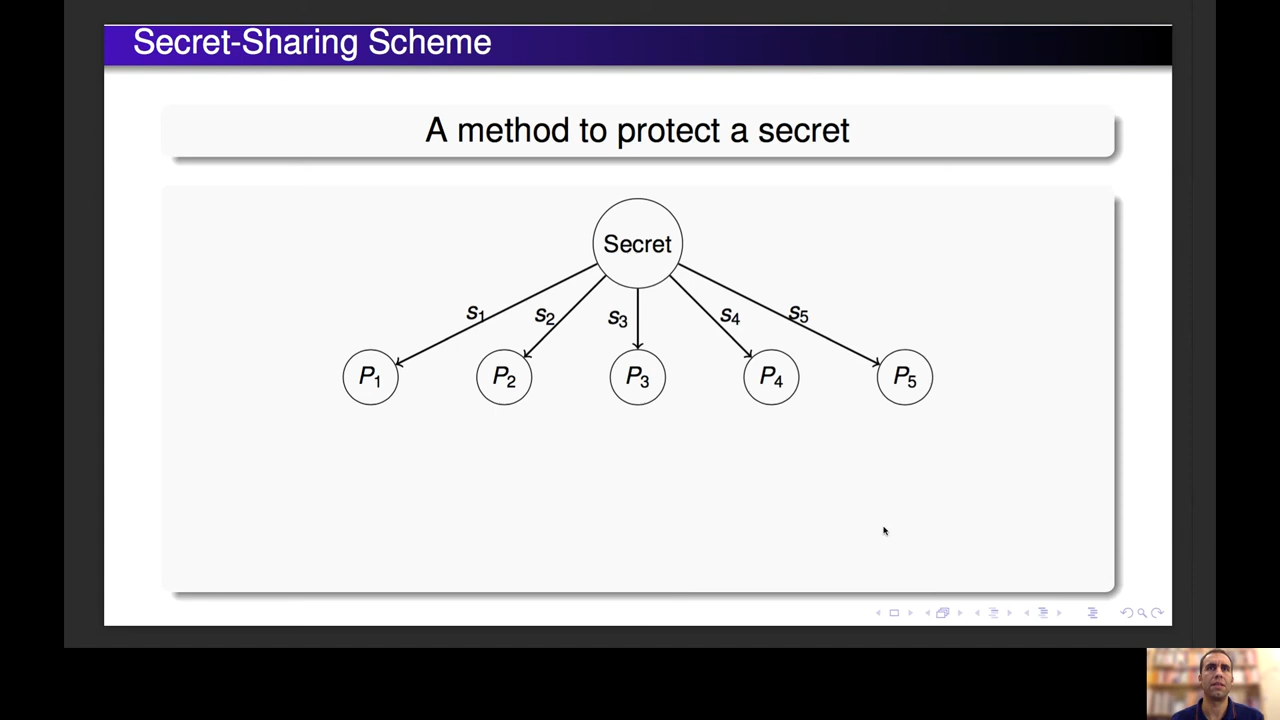 Secret-Sharing Scheme
A method to protect a secret
Secret
s₁ s₂ s₃ s₄ s₅
P₁ P₂ P₃ P₄ P₅